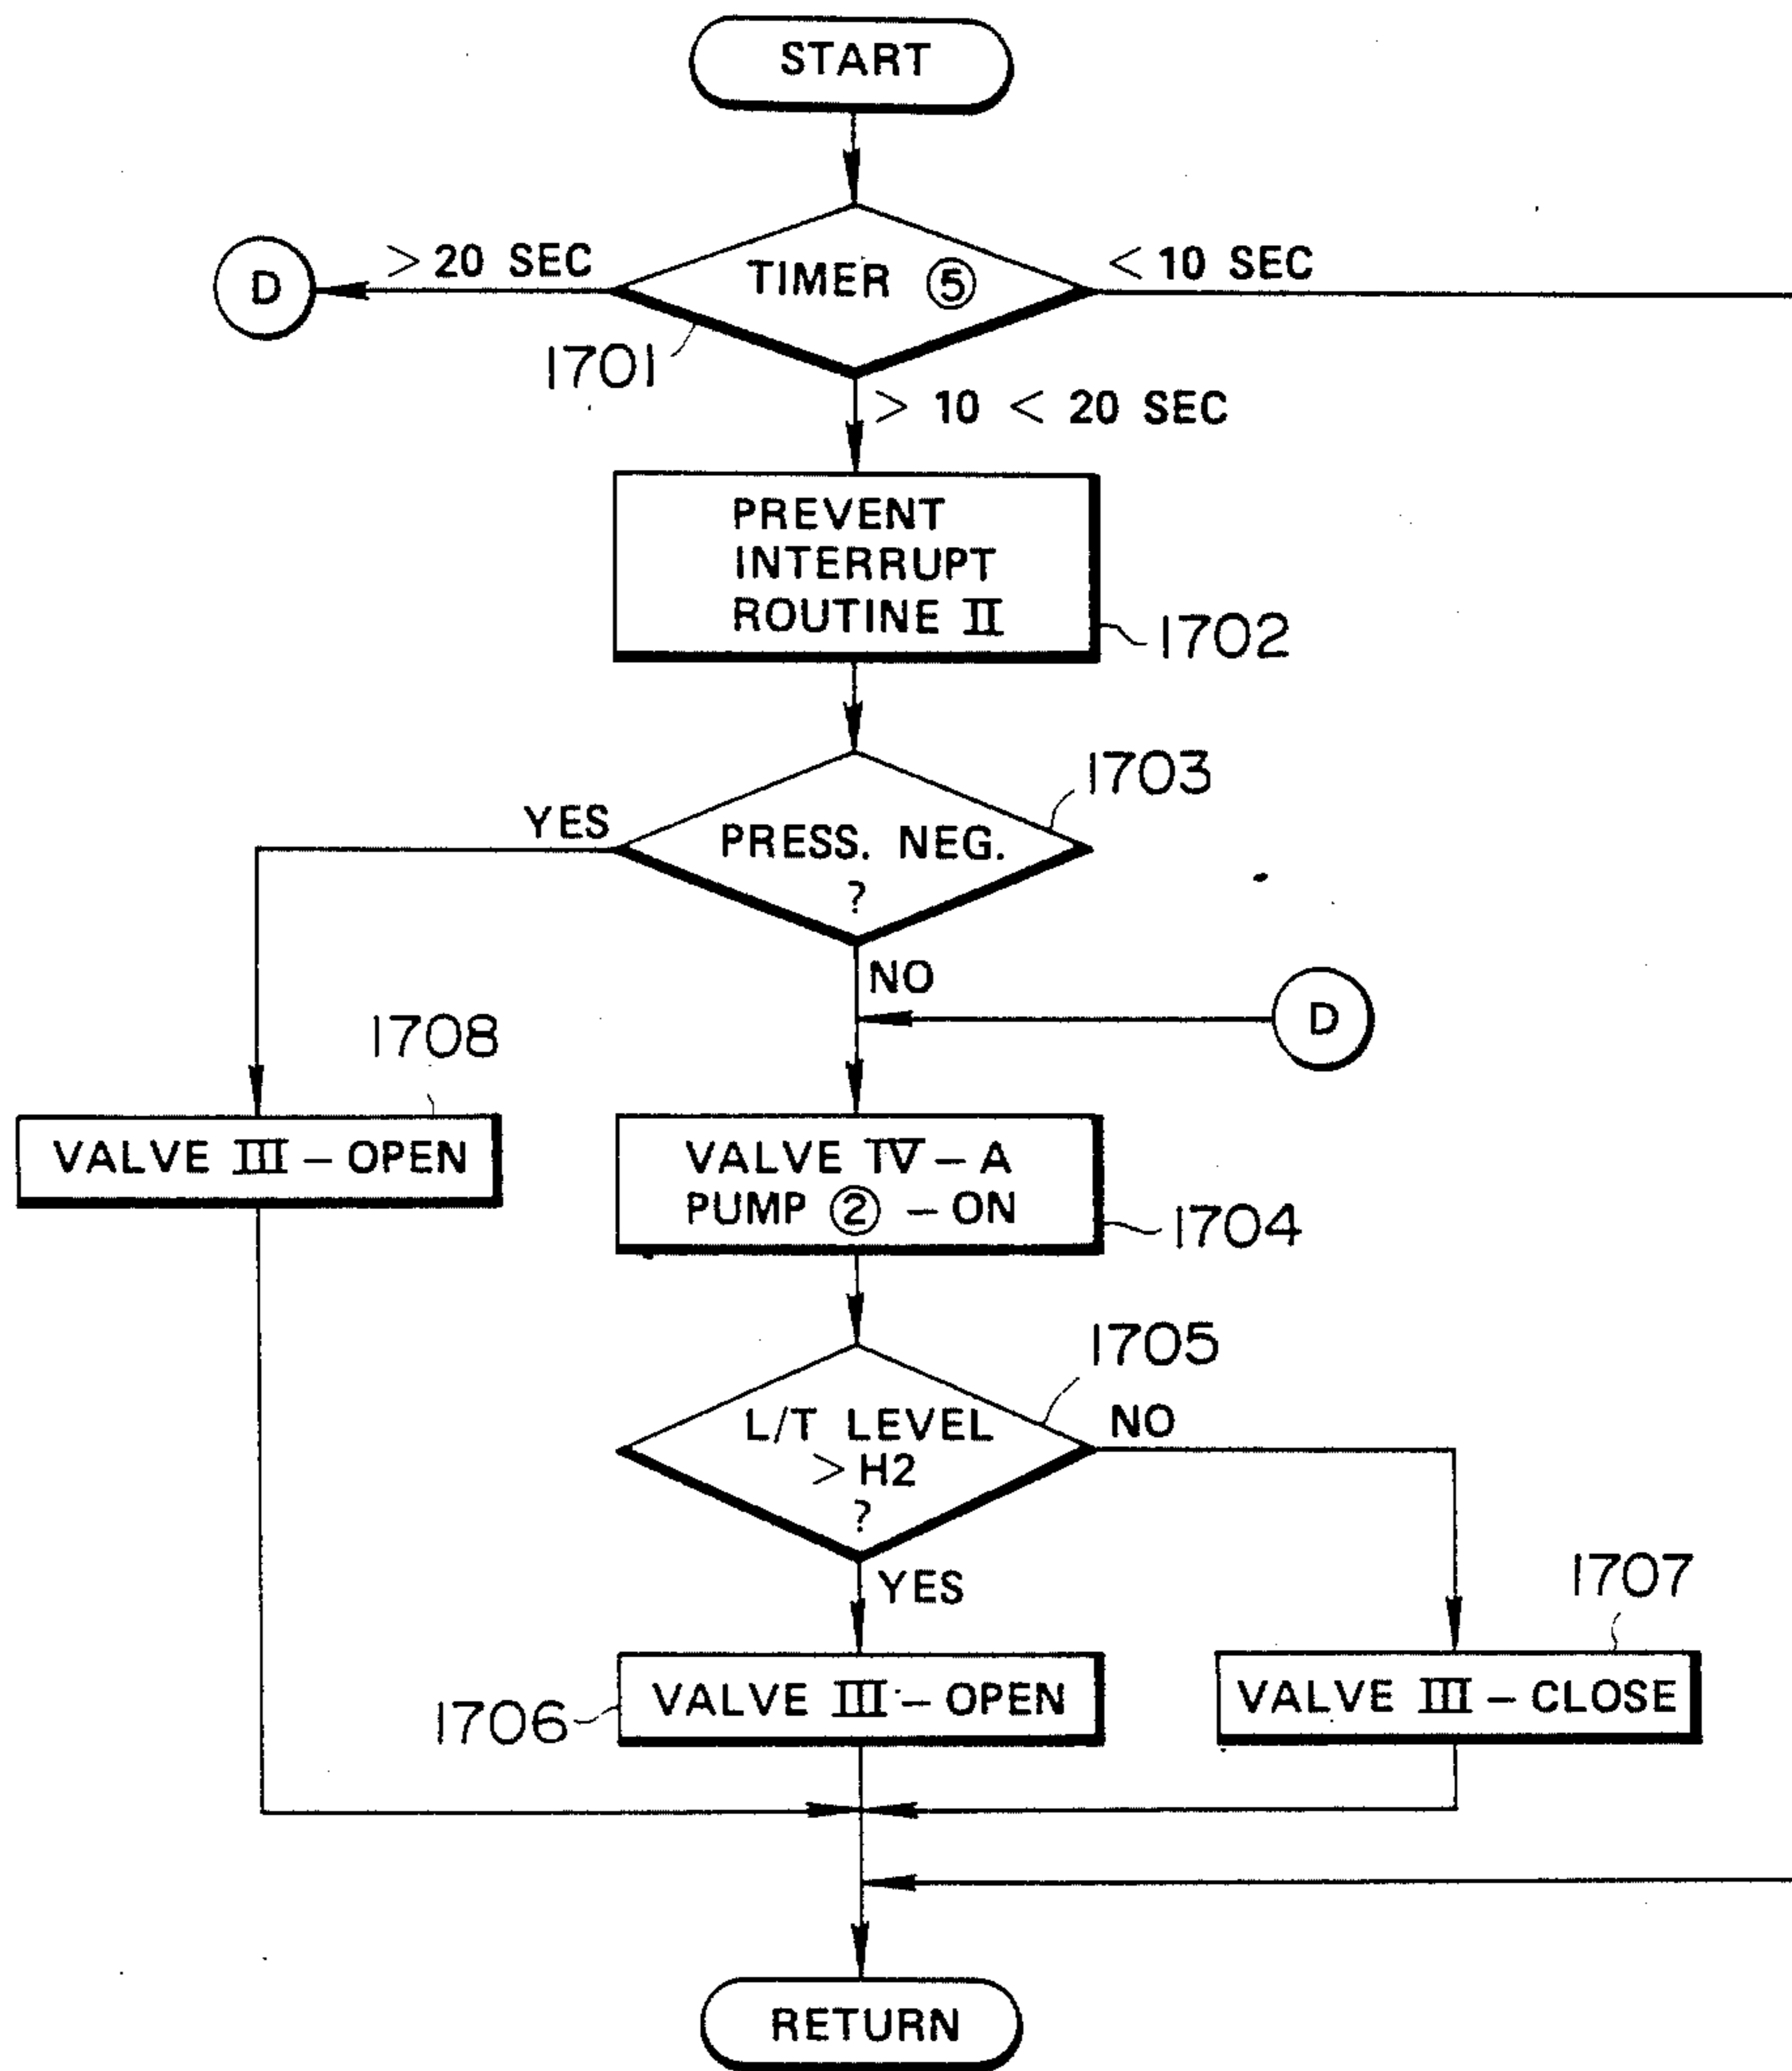 START
D
> 20 SEC
TIMER ⑤
< 10 SEC
1701
> 10 < 20 SEC
PREVENT
INTERRUPT
ROUTINE II
1702
1703
YES
PRESS. NEG.
?
NO
D
1708
VALVE III – OPEN
VALVE IV – A
PUMP ② – ON
1704
1705
L/T LEVEL
> H2
?
NO
YES
1707
1706
VALVE III – OPEN
VALVE III – CLOSE
RETURN